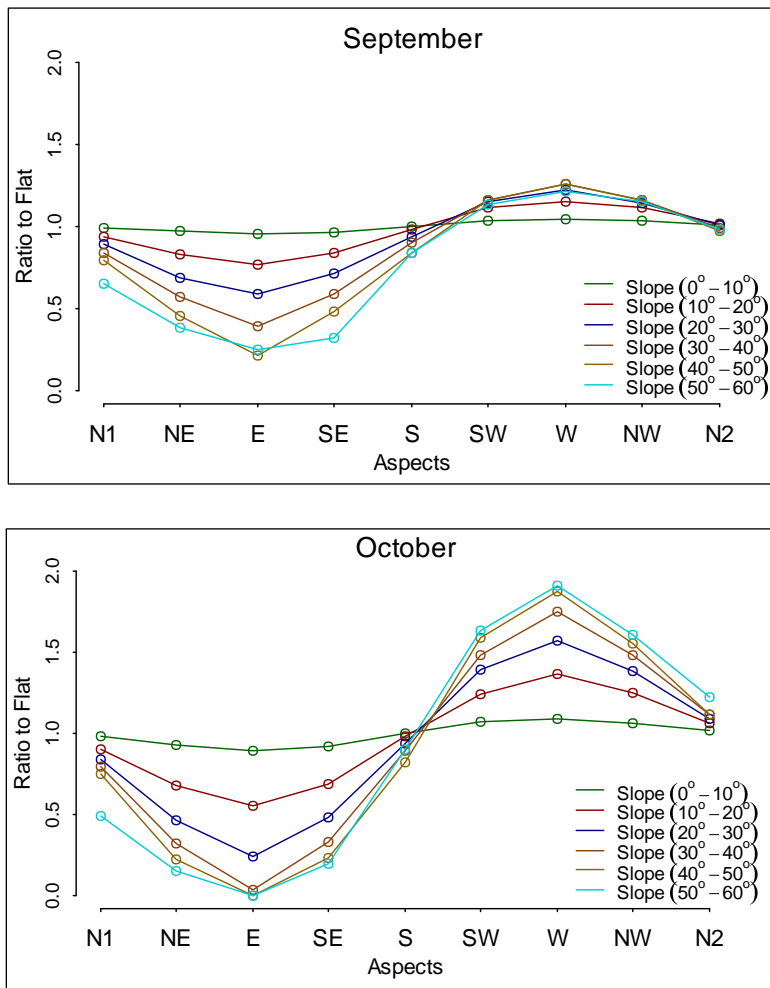 September
2.0
1.5
1.0
0.5
0.0
Ratio to Flat
Slope (0° – 10°)
Slope (10° – 20°)
Slope (20° – 30°)
Slope (30° – 40°)
Slope (40° – 50°)
Slope (50° – 60°)
N1 NE E SE S SW W NW N2
Aspects
October
2.0
1.5
1.0
0.5
0.0
Ratio to Flat
Slope (0° – 10°)
Slope (10° – 20°)
Slope (20° – 30°)
Slope (30° – 40°)
Slope (40° – 50°)
Slope (50° – 60°)
N1 NE E SE S SW W NW N2
Aspects